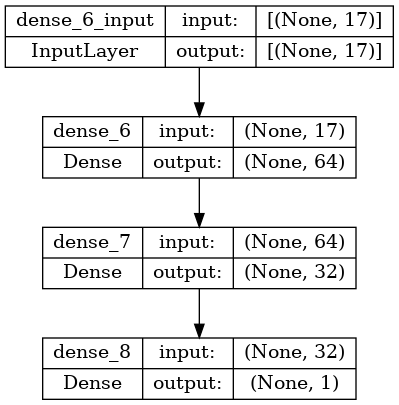 dense_6_input input: [(None, 17)]
InputLayer output: [(None, 17)]
dense_6 input: (None, 17)
Dense output: (None, 64)
dense_7 input: (None, 64)
Dense output: (None, 32)
dense_8 input: (None, 32)
Dense output: (None, 1)